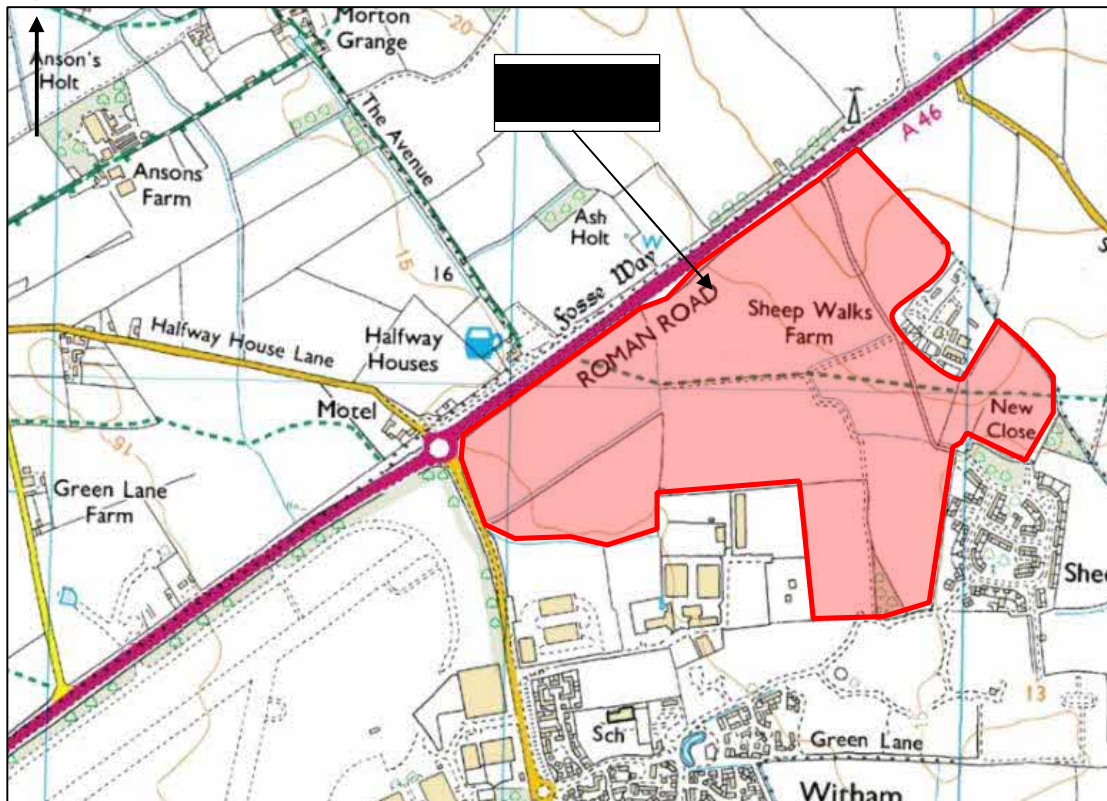 Morton
Grange
20
Anson's
Holt
The Avenue
A 46
Ansons'
Farm
Ash
Holt
W
15
16
Fosse Way
ROMAN ROAD
Sheep Walks
Farm
Halfway House Lane
Halfway
Houses
Motel
New
Close
Green Lane
Farm
13
Sch
Green Lane
Witham